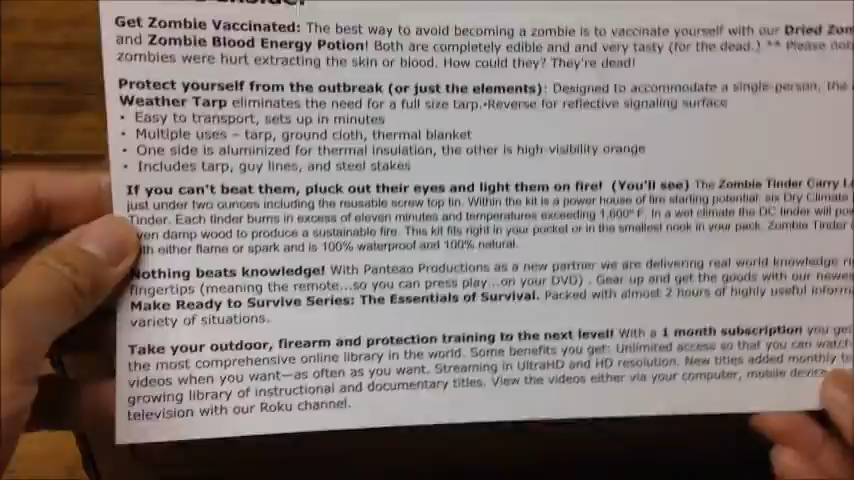 Get Zombie Vaccinated: The best way to avoid becoming a zombie is to vaccinate yourself with our Dried Zom
and Zombie Blood Energy Potion! Both are completely edible and and very tasty (for the dead.) ** Please not
zombies were hurt extracting the skin or blood. How could they? They're dead!
Protect yourself from the outbreak (or just the elements): Designed to accommodate a single person, the
Weather Tarp eliminates the need for a full size tarp.•Reverse for reflective signaling surface
• Easy to transport, sets up in minutes
• Multiple uses – tarp, ground cloth, thermal blanket
• One side is aluminized for thermal insulation, the other is high-visibility orange
• Includes tarp, guy lines, and steel stakes
If you can't beat them, pluck out their eyes and light them on fire! (You'll see) The Zombie Tinder Carry
just under two ounces including the reusable screw top tin. Within the kit is a power house of fire starting potential: six Dry Climate
Tinder. Each tinder burns in excess of eleven minutes and temperatures exceeding 1,600° F. In a wet climate the DC tinder will
ven damp wood to produce a sustainable fire. This kit fits right in your pocket or in the smallest nook in your pack. Zombie Tinder
th either flame or spark and is 100% waterproof and 100% natural.
Nothing beats knowledge! With Panteao Productions as a new partner we are delivering real world knowledge
fingertips (meaning the remote...so you can press play...on your DVD) . Gear up and get the goods with our newes
Make Ready to Survive Series: The Essentials of Survival. Packed with almost 2 hours of highly useful inform
variety of situations.
Take your outdoor, firearm and protection training to the next level! With a 1 month subscription you get
the most comprehensive online library in the world. Some benefits you get: Unlimited access so that you can watch
videos when you want—as often as you want. Streaming in UltraHD and HD resolution. New titles added monthly to
growing library of instructional and documentary titles. View the videos either via your computer, mobile device
television with our Roku channel.